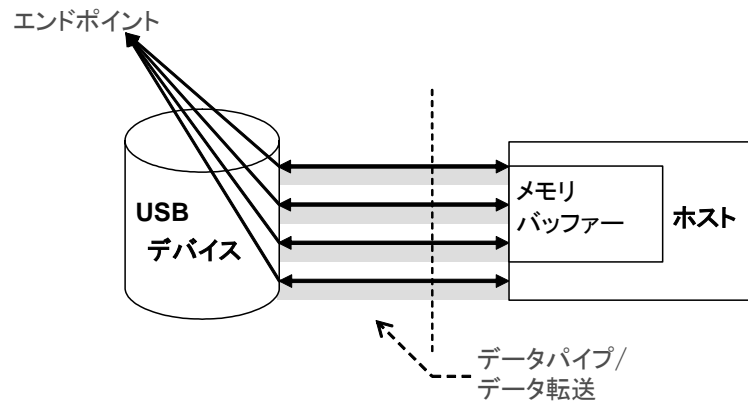 エンドポイント
USB
デバイス
メモリ
バッファー
ホスト
データパイプ/
データ転送